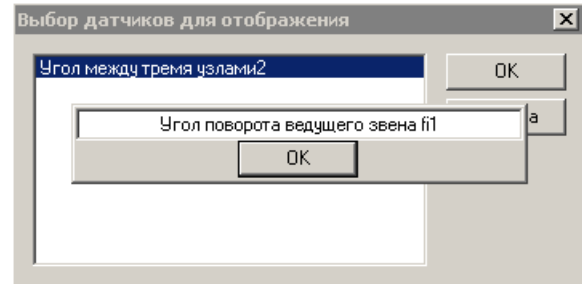 Выбор датчиков для отображения
Угол между тремя узлами2
OK
Угол поворота ведущего звена fi1
OK